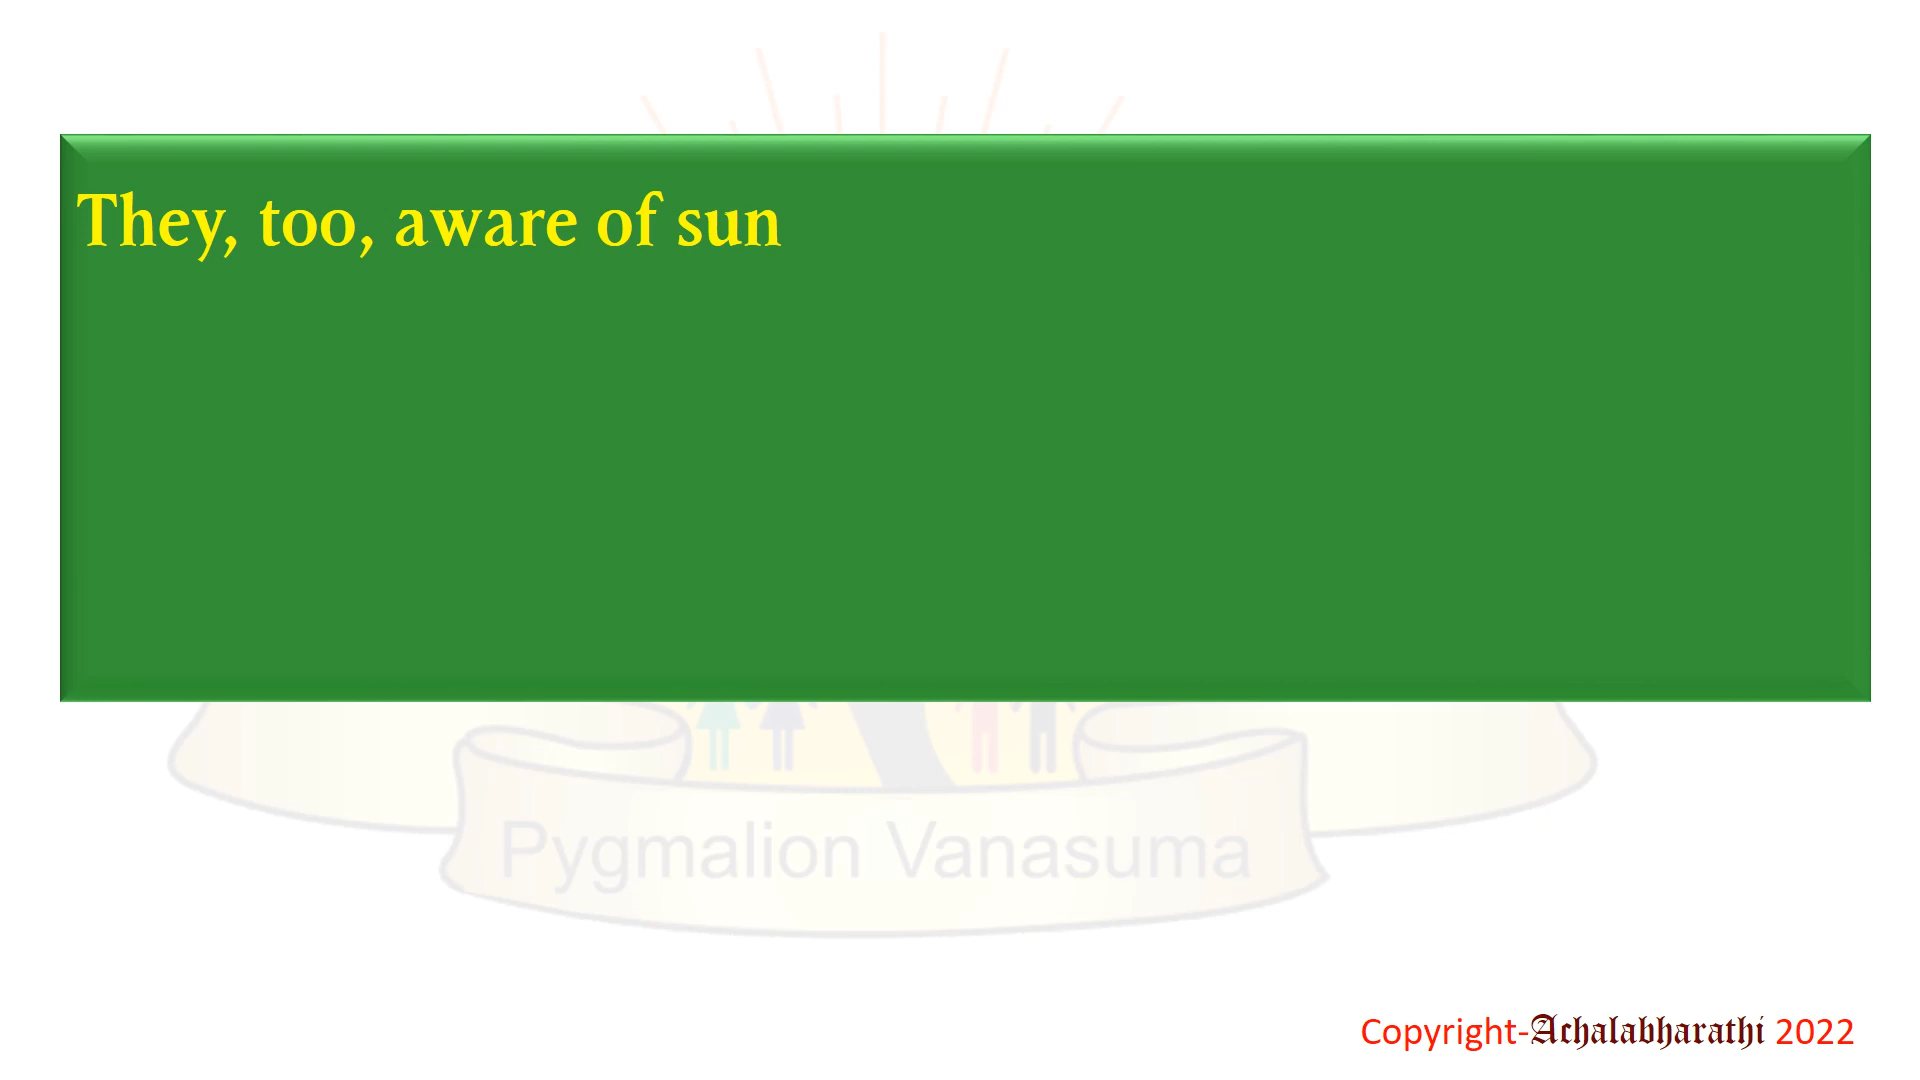 They, too, aware of sun
Pygmalion Vanasuma
Copyright-Achalabharathi 2022